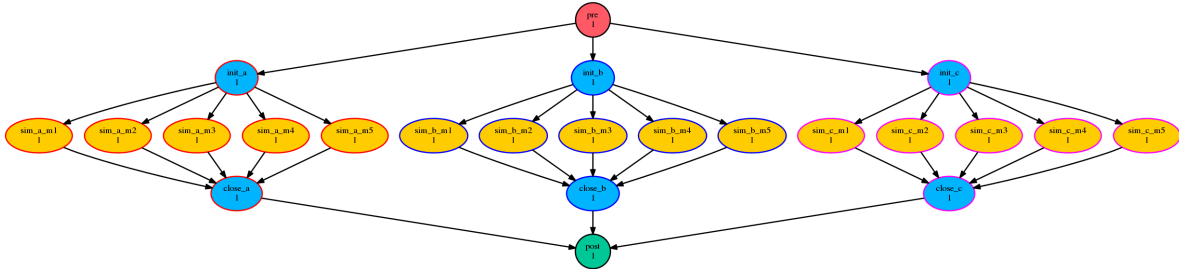 pre
1
init_a
1
init_b
1
init_c
1
sim_a_m1
1
sim_a_m2
1
sim_a_m3
1
sim_a_m4
1
sim_a_m5
1
sim_b_m1
1
sim_b_m2
1
sim_b_m3
1
sim_b_m4
1
sim_b_m5
1
sim_c_m1
1
sim_c_m2
1
sim_c_m3
1
sim_c_m4
1
sim_c_m5
1
close_a
1
close_b
1
close_c
1
post
1